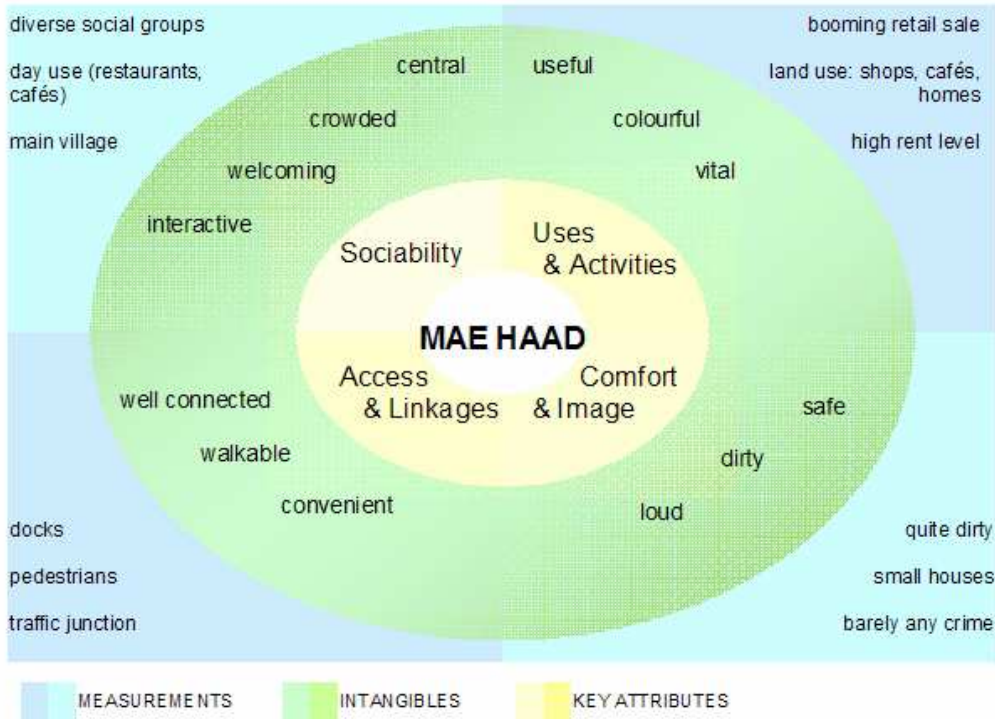 diverse social groups
day use (restaurants,
cafés)
main village
booming retail sale
land use: shops, cafés,
homes
high rent level
central
crowded
welcoming
interactive
useful
colourful
vital
Sociability
Uses
& Activities
MAE HAAD
Access
& Linkages
Comfort
& Image
well connected
walkable
convenient
safe
dirty
loud
docks
pedestrians
traffic junction
quite dirty
small houses
barely any crime
MEASUREMENTS
INTANGIBLES
KEY ATTRIBUTES